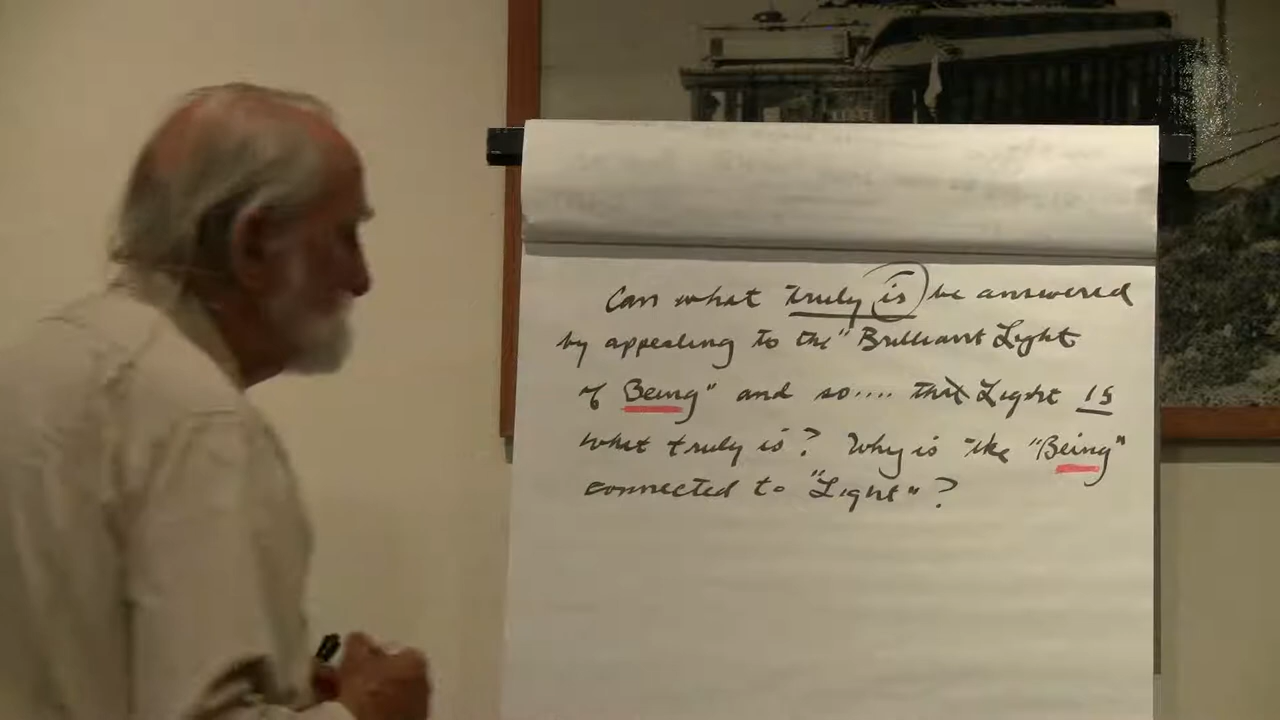 Can what truly is be answered
by appealing to the "Brilliant Light
of Being" and so.... that Light is
what truly is? Why is the "Being"
connected to "Light"?